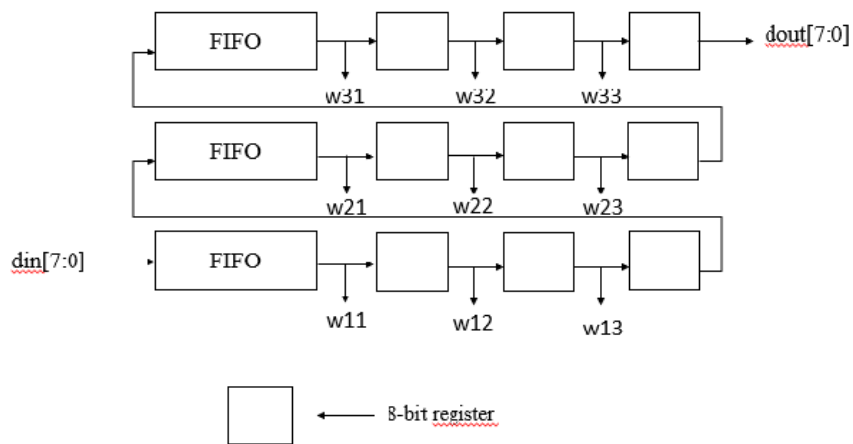 FIFO
dout[7:0]
w31 w32 w33
FIFO
w21 w22 w23
din[7:0] FIFO
w11 w12 w13
8-bit register